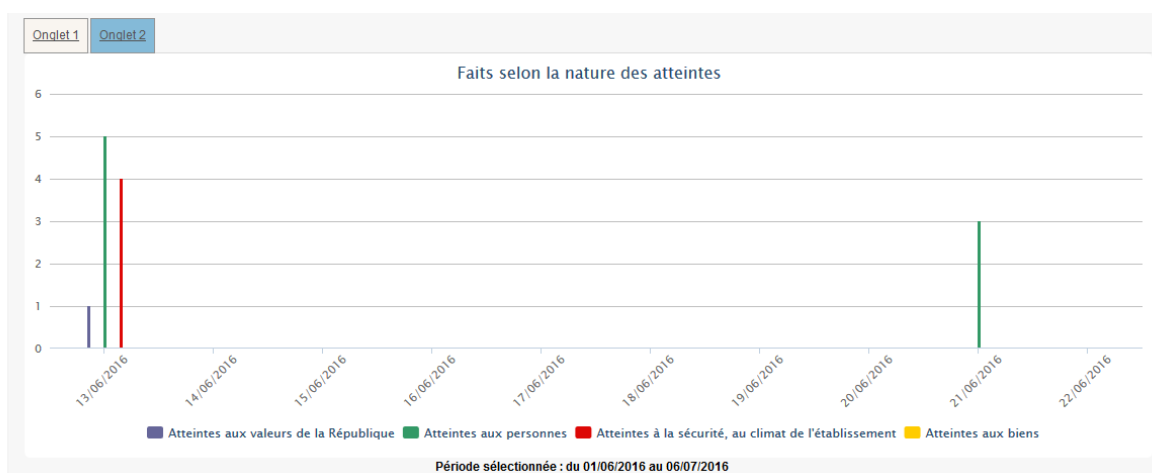 Onglet 1 Onglet 2
Faits selon la nature des atteintes
6
5
4
3
2
1
0
13/06/2016 14/06/2016 15/06/2016 16/06/2016 17/06/2016 18/06/2016 19/06/2016 20/06/2016 21/06/2016 22/06/2016
Atteintes aux valeurs de la République Atteintes aux personnes Atteintes à la sécurité, au climat de l'établissement Atteintes aux biens
Période sélectionnée : du 01/06/2016 au 06/07/2016